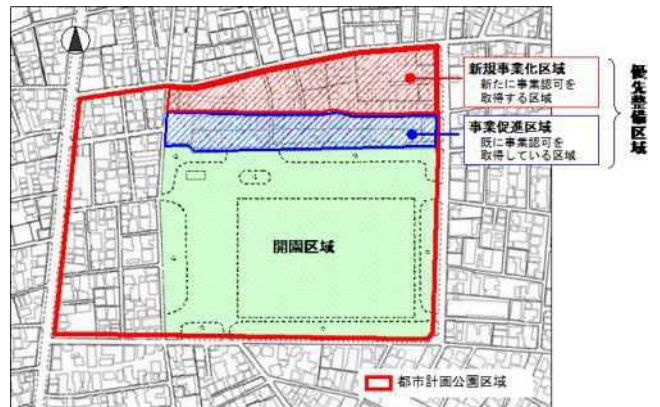 新規事業化区域
新たに事業認可を
取得する区域
事業促進区域
既に事業認可を
取得している区域
優先整備区域
開園区域
都市計画公園区域